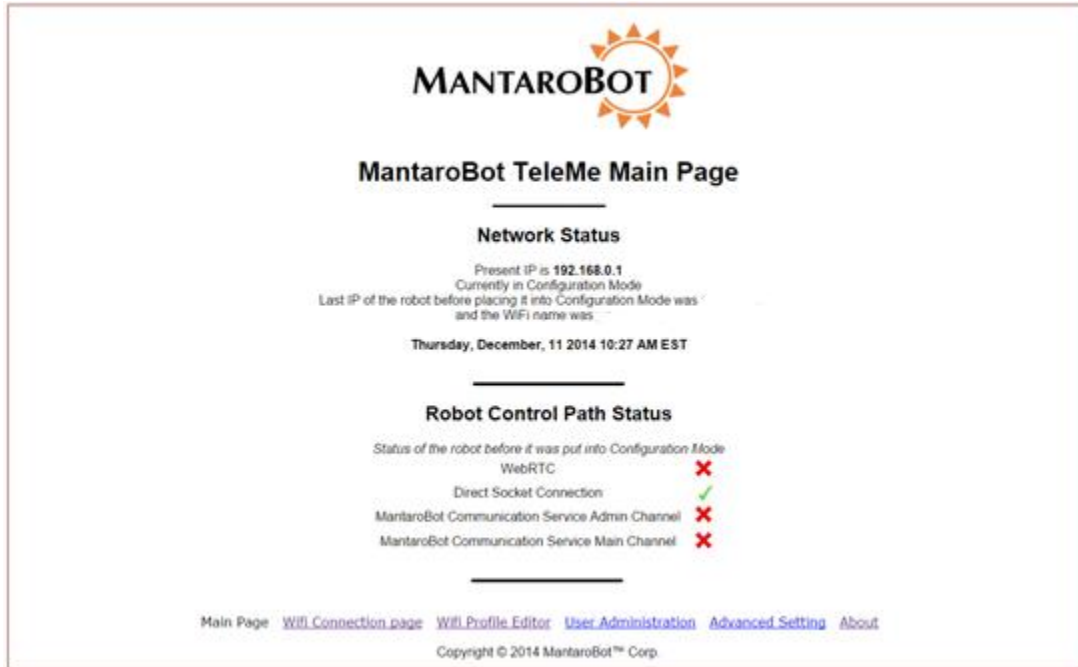 MANTAROBOT
MantaroBot TeleMe Main Page
Network Status
Present IP is 192.168.0.1
Currently in Configuration Mode
Last IP of the robot before placing it into Configuration Mode was
and the WiFi name was
Thursday, December, 11 2014 10:27 AM EST
Robot Control Path Status
Status of the robot before it was put into Configuration Mode
WebRTC
Direct Socket Connection
MantaroBot Communication Service Admin Channel
MantaroBot Communication Service Main Channel
Main Page Wifi Connection page Wifi Profile Editor User Administration Advanced Setting About
Copyright © 2014 MantaroBot™ Corp.